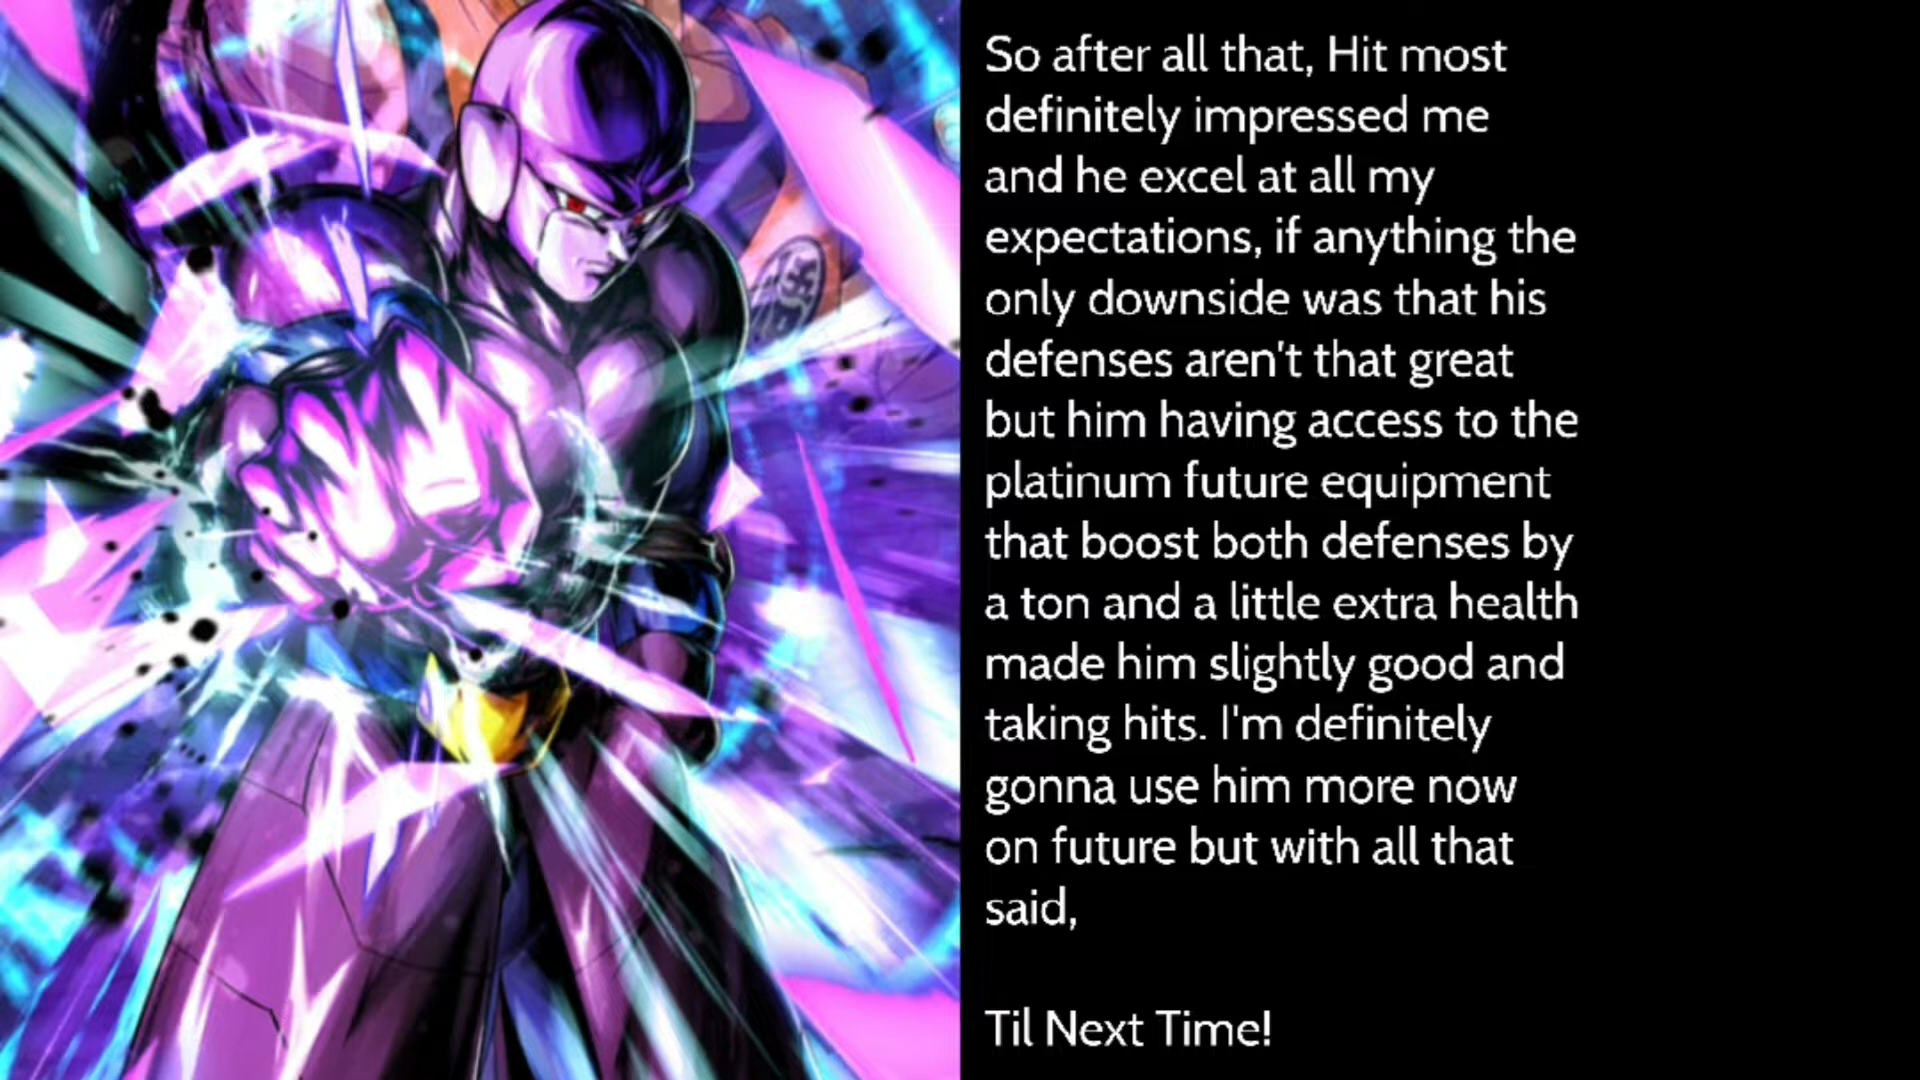 So after all that, Hit most
definitely impressed me
and he excel at all my
expectations, if anything the
only downside was that his
defenses aren't that great
but him having access to the
platinum future equipment
that boost both defenses by
a ton and a little extra health
made him slightly good and
taking hits. I'm definitely
gonna use him more now
on future but with all that
said,
Til Next Time!